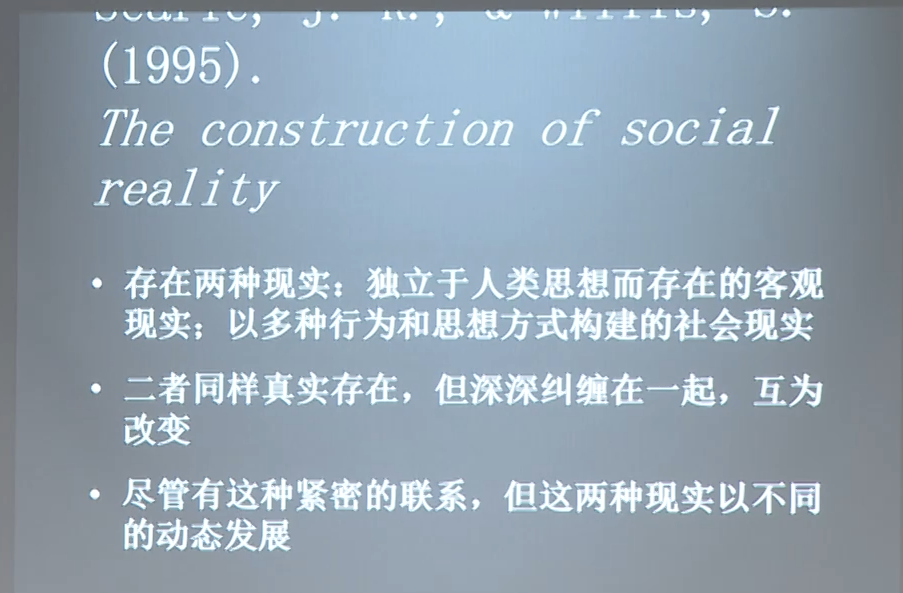 Searle, J. R., & Willis, S.
(1995).
The construction of social
reality
• 存在两种现实：独立于人类思想而存在的客观
现实；以多种行为和思想方式构建的社会现实
• 二者同样真实存在，但深深纠缠在一起，互为
改变
• 尽管有这种紧密的联系，但这两种现实以不同
的动态发展